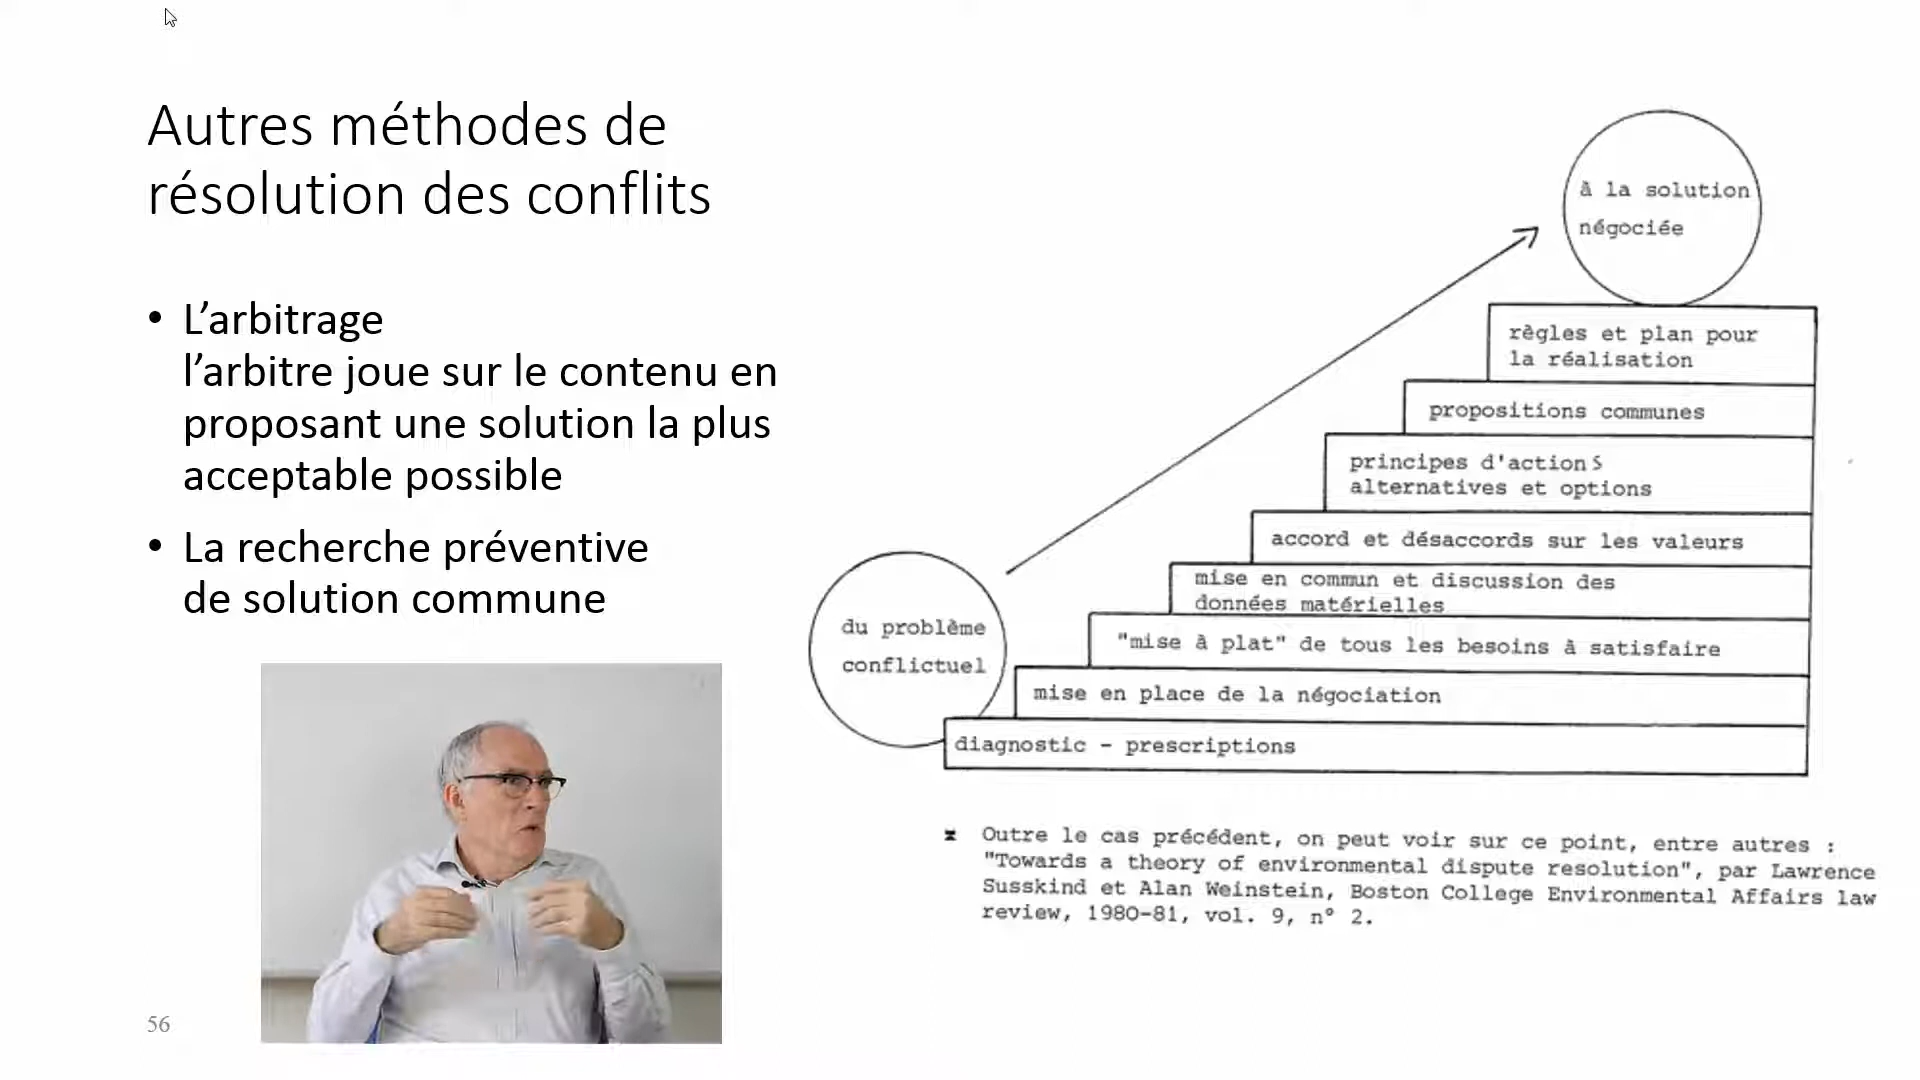 Autres méthodes de
résolution des conflits
• L’arbitrage
l’arbitre joue sur le contenu en
proposant une solution la plus
acceptable possible
• La recherche préventive
de solution commune
56
à la solution
négociée
règles et plan pour
la réalisation
propositions communes
principes d'actions
alternatives et options
accord et désaccords sur les valeurs
mise en commun et discussion des
données matérielles
"mise à plat" de tous les besoins à satisfaire
mise en place de la négociation
diagnostic - prescriptions
du problème
conflictuel
Outre le cas précédent, on peut voir sur ce point, entre autres :
"Towards a theory of environmental dispute resolution", par Lawrence
Susskind et Alan Weinstein, Boston College Environmental Affairs law
review, 1980-81, vol. 9, n° 2.